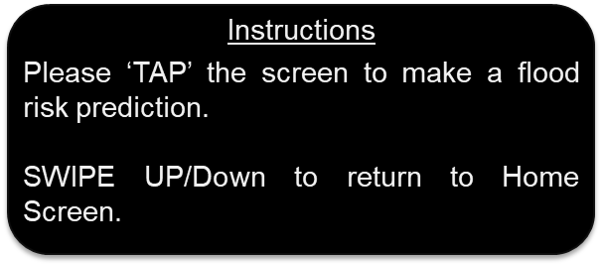 Instructions
Please ‘TAP’ the screen to make a flood
risk prediction.
SWIPE UP/Down to return to Home
Screen.